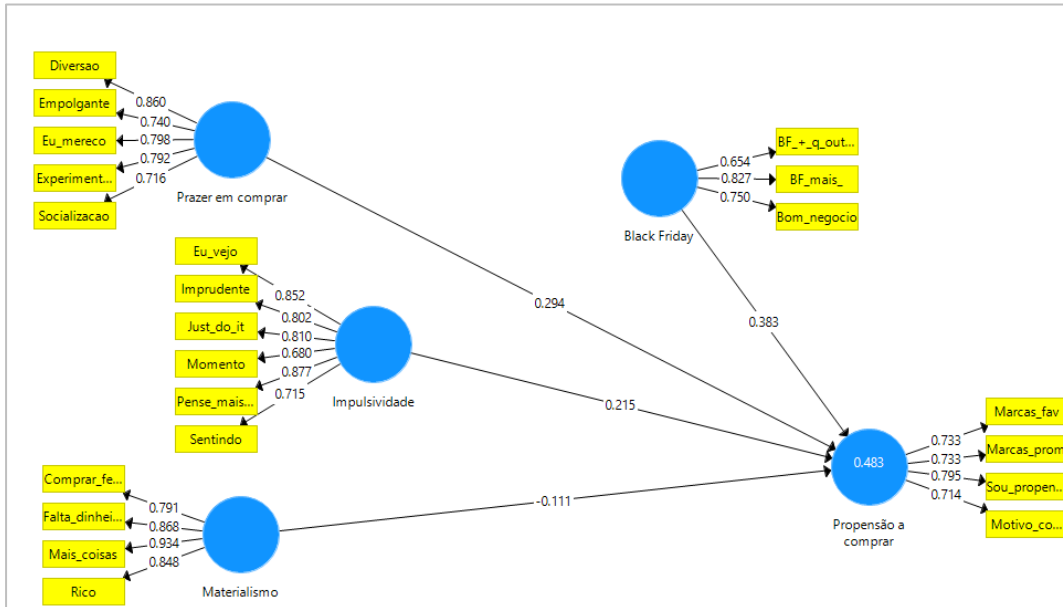 Diversao
Empolgante
Eu_mereco
Experiment...
Socializacao
0.860
0.740
0.798
0.792
0.716
Prazer em comprar
BF_+_q_out...
BF_mais_
Bom_negocio
0.654
0.827
0.750
Black Friday
Eu_vejo
Imprudente
Just_do_it
Momento
Pense_mais...
Sentindo
0.852
0.802
0.810
0.680
0.877
0.715
Impulsividade
0.294
0.383
0.215
-0.111
Comprar_fe...
Falta_dinhei...
Mais_coisas
Rico
0.791
0.868
0.934
0.848
Materialismo
0.483
Propensão a
comprar
0.733
0.733
0.795
0.714
Marcas_fav
Marcas_prom
Sou_propen...
Motivo_co...